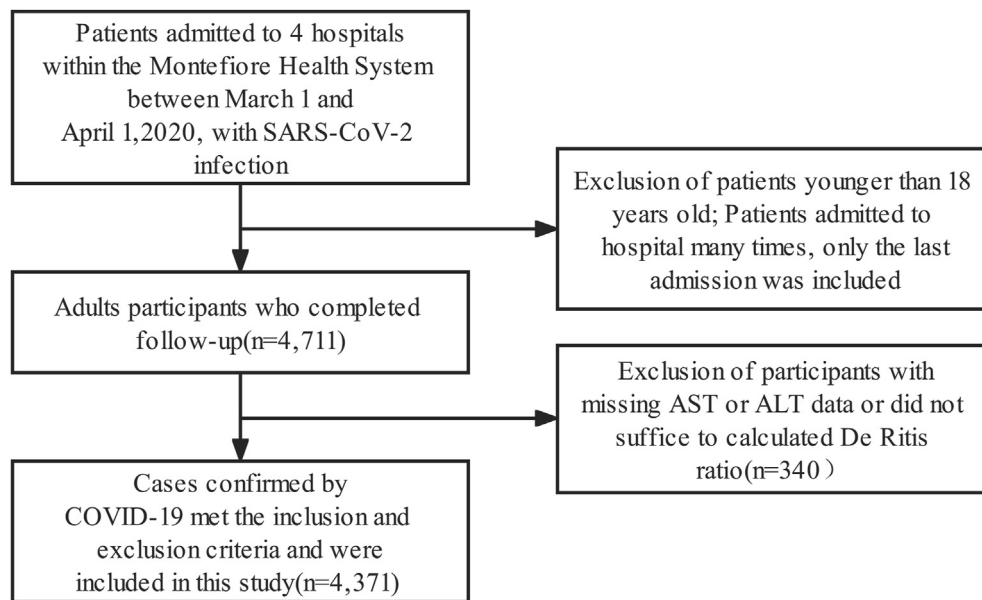 Patients admitted to 4 hospitals
within the Montefiore Health System
between March 1 and
April 1,2020, with SARS-CoV-2
infection
Exclusion of patients younger than 18
years old; Patients admitted to
hospital many times, only the last
admission was included
Adults participants who completed
follow-up(n=4,711)
Exclusion of participants with
missing AST or ALT data or did not
suffice to calculated De Ritis
ratio(n=340）
Cases confirmed by
COVID-19 met the inclusion and
exclusion criteria and were
included in this study(n=4,371)